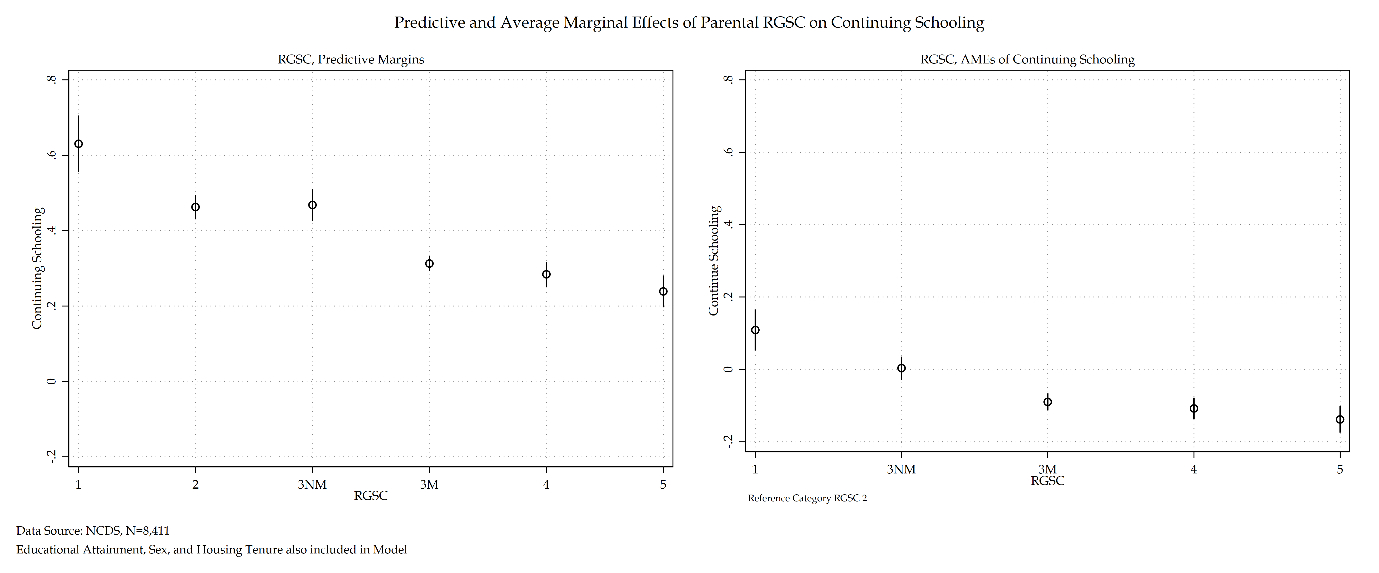 Predictive and Average Marginal Effects of Parental RGSC on Continuing Schooling
RGSC, Predictive Margins
Continuing Schooling
.8
.6
.4
.2
0
-.2
1 2 3NM 3M 4 5
RGSC
RGSC, AMEs of Continuing Schooling
Continue Schooling
.8
.6
.4
.2
0
-.2
1 3NM 3M 4 5
RGSC
Reference Category RGSC 2
Data Source: NCDS, N=8,411
Educational Attainment, Sex, and Housing Tenure also included in Model